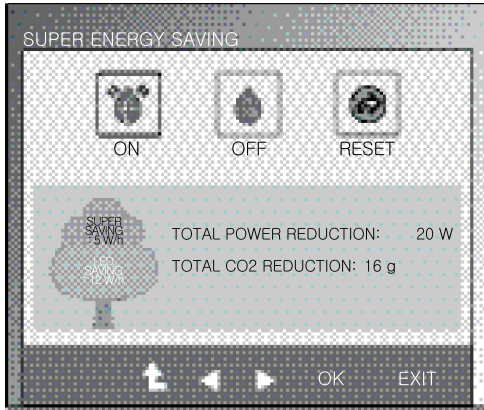 SUPER ENERGY SAVING
ON OFF RESET
SUPER
SAVING
: 5 W/h
LED
SAVING
: 12 W/h
TOTAL POWER REDUCTION: 20 W
TOTAL CO2 REDUCTION: 16 g
OK EXIT